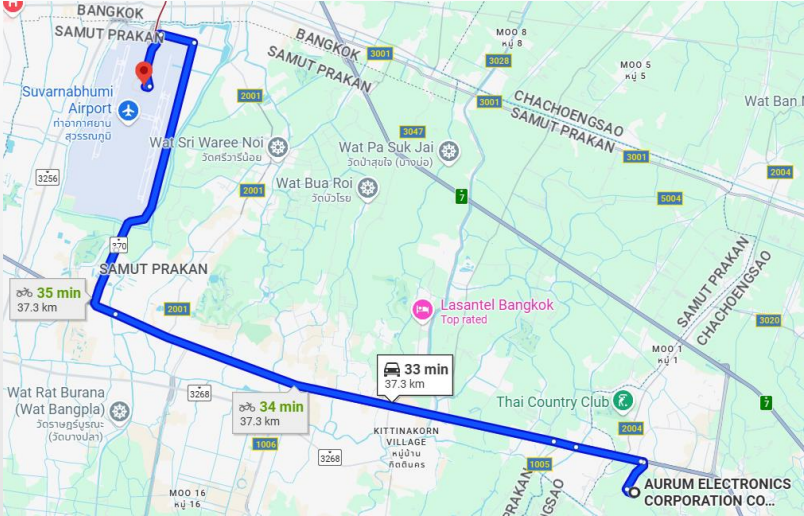 H
BANGKOK
SAMUT PRAKAN
BANGKOK
SAMUT PRAKAN
3001
MOO 8
หมู่ 8
3028
MOO 5
หมู่ 5
Suvarnabhumi
Airport
ท่าอากาศยาน
สุวรรณภูมิ
2001
3001
CHACHOENGSAO
SAMUT PRAKAN
Wat Ban
3047
Wat Sri Waree Noi
วัดศรีวารีน้อย
Wat Pa Suk Jai
วัดป่าสุขใจ (บางบ่อ)
3001
2004
3256
Wat Bua Roi
วัดบัวโรย
2001
7
5004
370
SAMUT PRAKAN
SAMUT PRAKAN
CHACHOENGSAO
35 min
37.3 km
2001
Lasantel Bangkok
Top rated
3020
MOO 1
หมู่ 1
33 min
37.3 km
Wat Rat Burana
(Wat Bangpla)
วัดราษฎร์บูรณะ
(วัดบางปลา)
3268
34 min
37.3 km
Thai Country Club
7
2004
KITTINAKORN
VILLAGE
หมู่บ้าน
กิตตินคร
1006
3268
1005
AURUM ELECTRONICS
CORPORATION CO...
MOO 16
หมู่ 16
PRAKAN
NGSAO